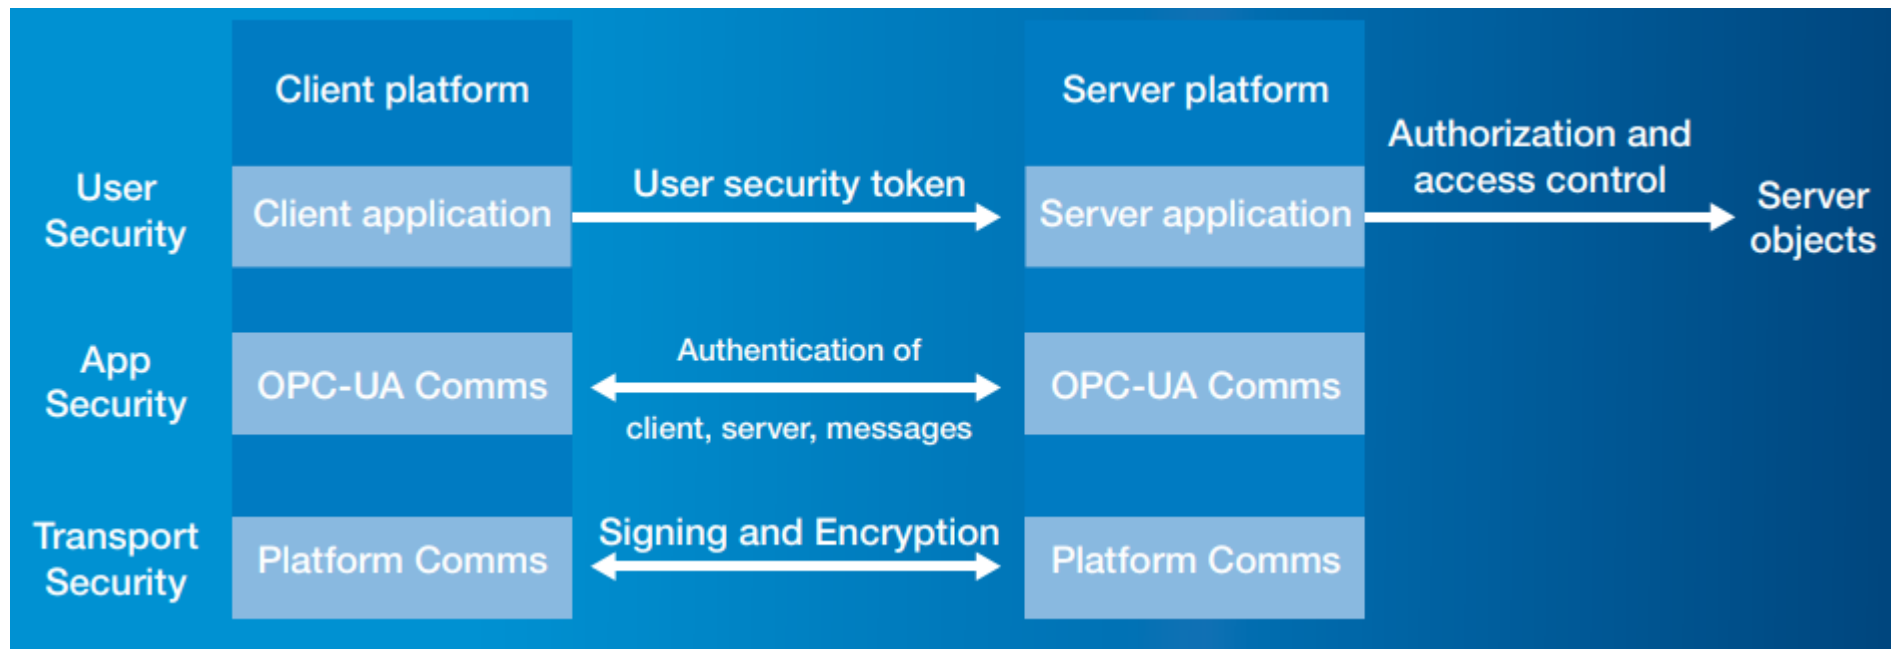 Client platform
Server platform
User
Security
Client application
User security token
Server application
Authorization and
access control
Server
objects
App
Security
OPC-UA Comms
Authentication of
client, server, messages
OPC-UA Comms
Transport
Security
Platform Comms
Signing and Encryption
Platform Comms